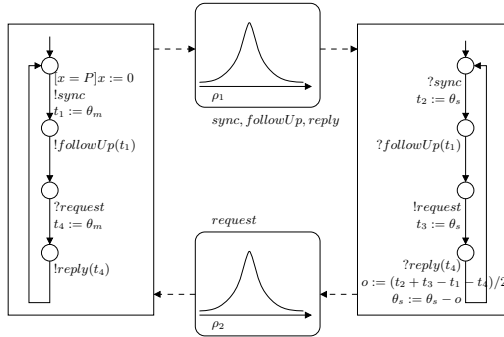 [x = P]x := 0
!sync
t₁ := θₘ
!followUp(t₁)
?request
t₄ := θₘ
!reply(t₄)
ρ₁
sync, followUp, reply
request
ρ₂
?sync
t₂ := θₛ
?followUp(t₁)
!request
t₃ := θₛ
?reply(t₄)
o := (t₂ + t₃ − t₁ − t₄)/2
θₛ := θₛ − o